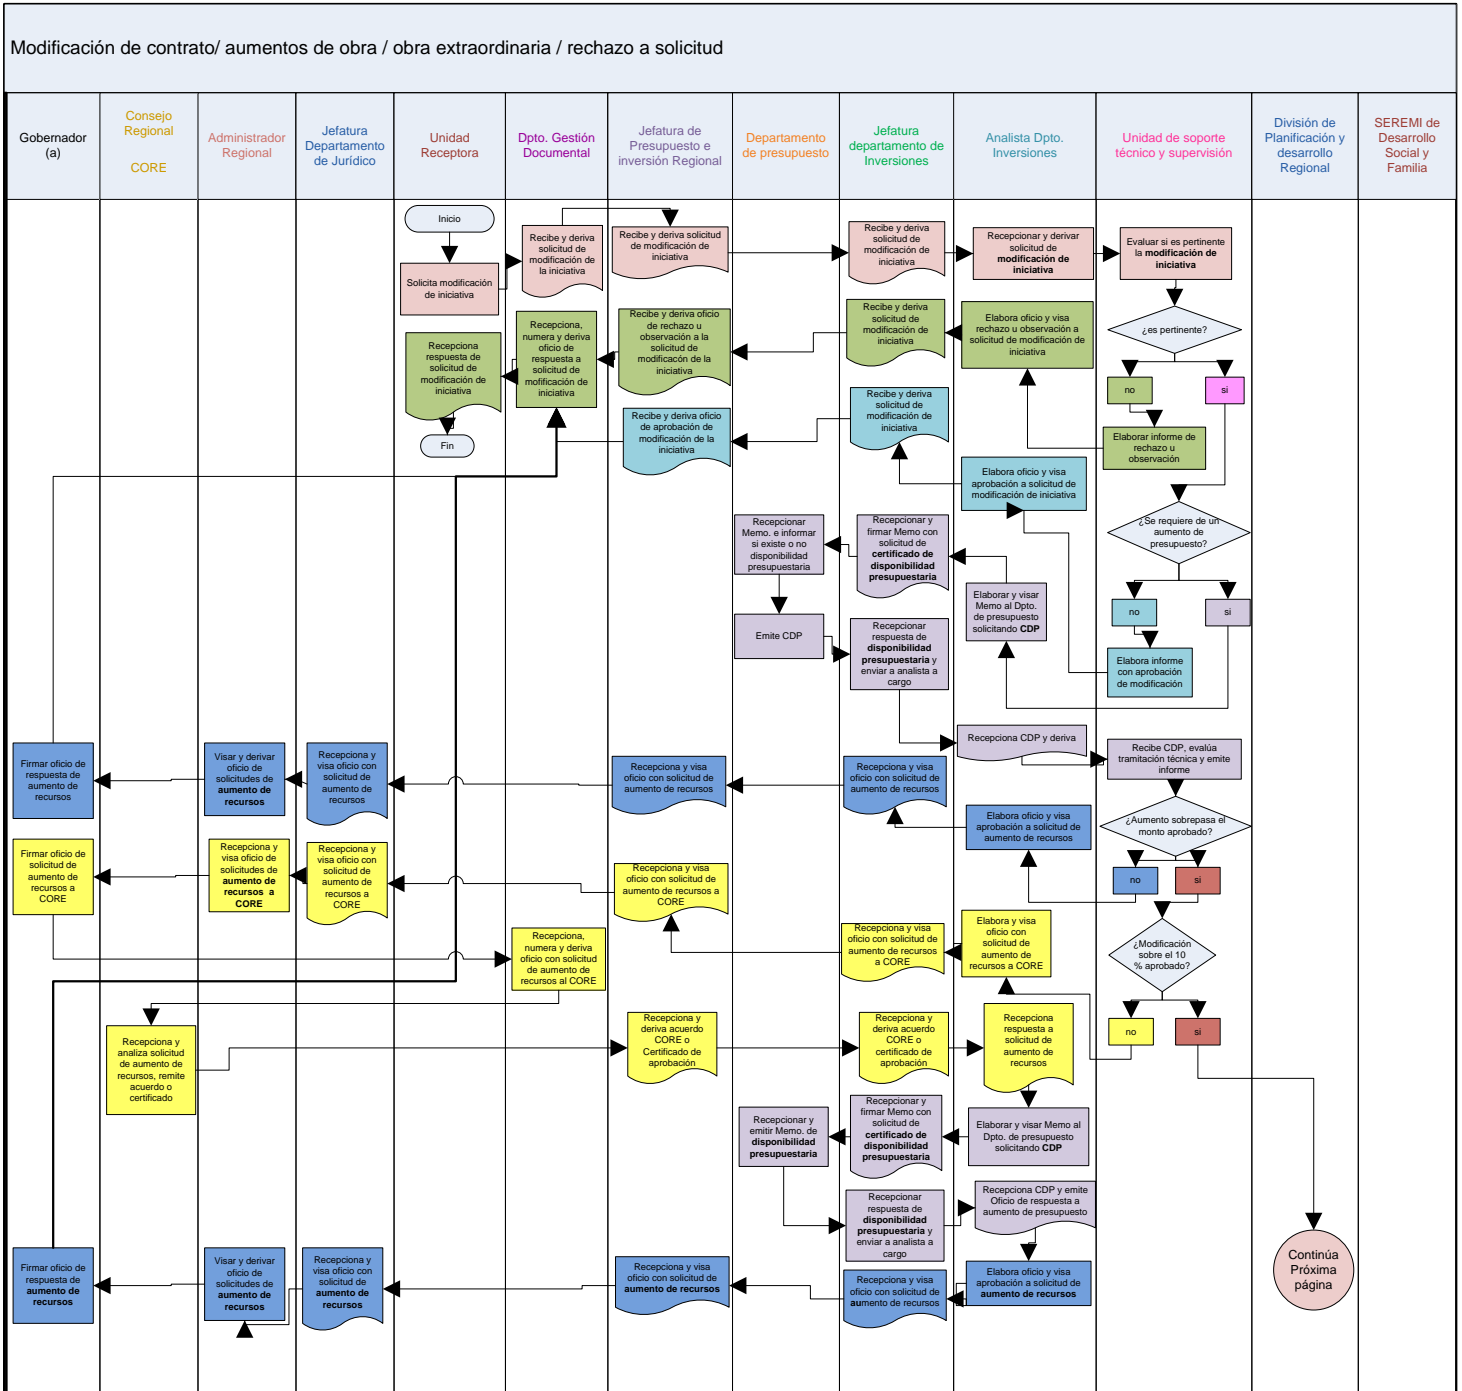 Modificación de contrato/ aumentos de obra / obra extraordinaria / rechazo a solicitud
Gobernador
(a)
Consejo
Regional
CORE
Administrador
Regional
Jefatura
Departamento
de Jurídico
Unidad
Receptora
Dpto. Gestión
Documental
Jefatura de
Presupuesto e
inversión Regional
Departamento
de presupuesto
Jefatura
departamento de
Inversiones
Analista Dpto.
Inversiones
Unidad de soporte
técnico y supervisión
División de
Planificación y
desarrollo
Regional
SEREMI de
Desarrollo
Social y
Familia
Inicio
Solicita modificación
de iniciativa
Recibe y deriva
solicitud de
modificación de
la iniciativa
Recibe y deriva solicitud
de modificación de
iniciativa
Recibe y deriva
solicitud de
modificación de
iniciativa
Recepcionar y derivar
solicitud de
modificación de
iniciativa
Evaluar si es pertinente
la modificación de
iniciativa
¿es pertinente?
no
si
Elaborar informe de
rechazo u
observación
Elabora oficio y visa
rechazo u observación a
solicitud de modificación de
iniciativa
Recibe y deriva
solicitud de
modificación de
iniciativa
Recibe y deriva oficio
de rechazo u
observación a la
solicitud de
modificacón de la
iniciativa
Recepciona,
numera y deriva
oficio de
respuesta a
solicitud de
mofificación de
iniciativa
Recepciona
respuesta de
solicitud de
modificación de
iniciativa
Fin
Recibe y deriva oficio
de aprobación de
modificación de la
iniciativa
Recibe y deriva
solicitud de
modificación de
iniciativa
Elabora oficio y visa
aprobación a solicitud de
modificación de iniciativa
¿Se requiere de un
aumento de
presupuesto?
no
si
Elabora informe
con aprobación
de modificación
Recepcionar
Memo. e informar
si existe o no
disponibilidad
presupuestaria
Recepcionar y
firmar Memo con
solicitud de
certificado de
disponibilidad
presupuestaria
Elaborar y visar
Memo al Dpto.
de presupuesto
solicitando CDP
Emite CDP
Recepcionar
respuesta de
disponibilidad
presupuestaria y
enviar a analista a
cargo
Recepciona CDP y deriva
Recibe CDP, evalúa
tramitación técnica y emite
informe
¿Aumento sobrepasa el
monto aprobado?
no
si
Elabora oficio y visa
aprobación a solicitud de
aumento de recursos
Recepciona y visa
oficio con solicitud de
aumento de recursos
Recepciona y visa
oficio con solicitud de
aumento de recursos
Recepciona y
visa oficio con
solicitud de
aumento de
recursos
Visar y derivar
oficio de
solicitudes de
aumento de
recursos
Firmar oficio de
respuesta de
aumento de
recursos
Firmar oficio de
solicitud de
aumento de
recursos a
CORE
Recepciona y
visa oficio de
solicitudes de
aumento de
recursos a
CORE
Recepciona y
visa oficio con
solicitud de
aumento de
recursos a
CORE
Recepciona y visa
oficio con solicitud de
aumento de recursos a
CORE
Recepciona y visa
oficio con solicitud de
aumento de recursos
a CORE
Elabora y visa
oficio con
solicitud de
aumento de
recursos a CORE
¿Modificación
sobre el 10
% aprobado?
no
si
Recepciona,
numera y deriva
oficio con solicitud
de aumento de
recursos al CORE
Recepciona y
analiza solicitud
de aumento de
recursos, remite
acuerdo o
certificado
Recepciona y
deriva acuerdo
CORE o
Certificado de
aprobación
Recepciona y
deriva acuerdo
CORE o
certificado de
aprobación
Recepciona
respuesta a
solicitud de
aumento de
recursos
Recepcionar y
emitir Memo. de
disponibilidad
presupuestaria
Recepcionar y
firmar Memo con
solicitud de
certificado de
disponibilidad
presupuestaria
Elaborar y visar Memo al
Dpto. de presupuesto
solicitando CDP
Recepcionar
respuesta de
disponibilidad
presupuestaria y
enviar a analista a
cargo
Recepciona CDP y emite
Oficio de respuesta a
aumento de presupuesto
Firmar oficio de
respuesta de
aumento de
recursos
Visar y derivar
oficio de
solicitudes de
aumento de
recursos
Recepciona y
visa oficio con
solicitud de
aumento de
recursos
Recepciona y visa
oficio con solicitud de
aumento de recursos
Recepciona y visa
oficio con solicitud de
aumento de recursos
Elabora oficio y visa
aprobación a solicitud de
aumento de recursos
Continúa
Próxima
página